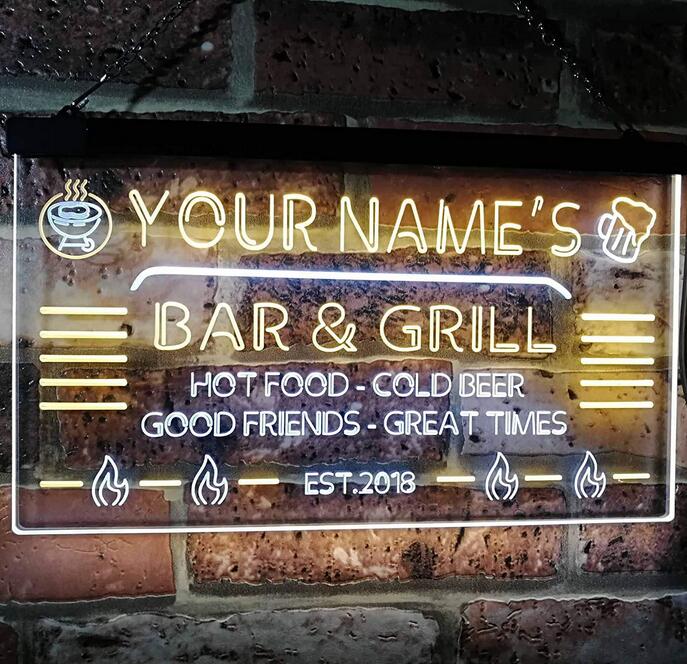 YOUR NAME'S
BAR & GRILL
HOT FOOD - COLD BEER
GOOD FRIENDS - GREAT TIMES
EST.2018